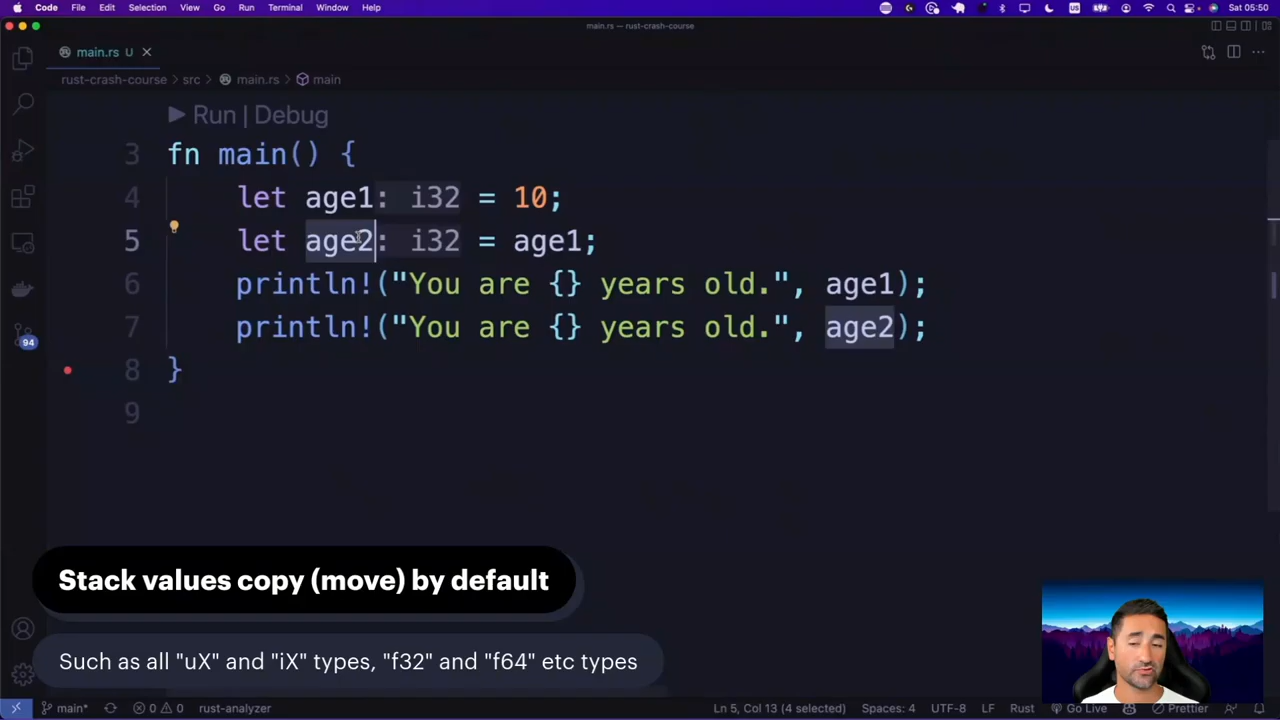 Code File Edit Selection View Go Run Terminal Window Help Sat 05:50
main.rs — rust-crash-course
main.rs U
rust-crash-course > src > main.rs > main
Run | Debug
3 fn main() {
4 let age1: i32 = 10;
5 let age2: i32 = age1;
6 println!("You are {} years old.", age1);
7 println!("You are {} years old.", age2);
8 }
9
94
Stack values copy (move) by default
Such as all "uX" and "iX" types, "f32" and "f64" etc types
main* 0 0 rust-analyzer Ln 5, Col 13 (4 selected) Spaces: 4 UTF-8 LF Rust Go Live Prettier